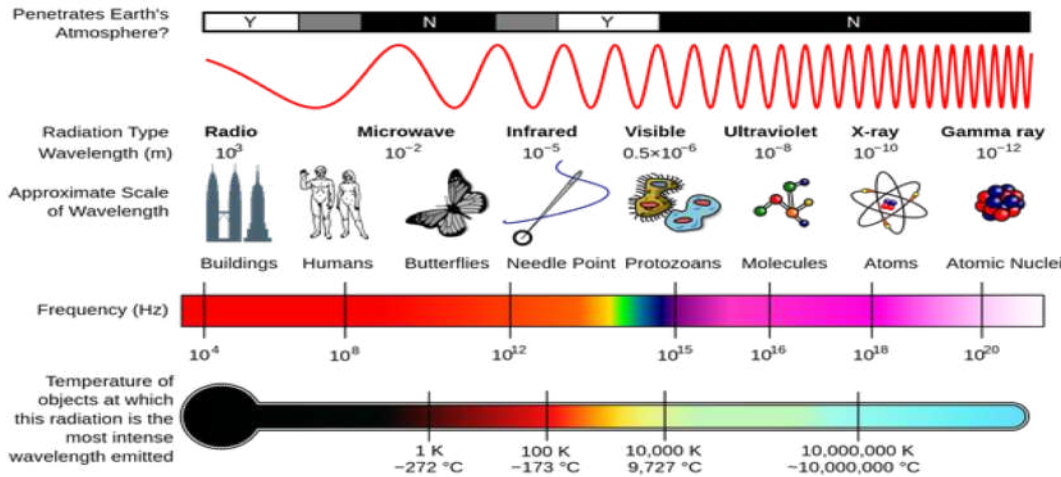 Penetrates Earth's
Atmosphere?
Y N Y N
Radiation Type
Wavelength (m)
Radio Microwave Infrared Visible Ultraviolet X-ray Gamma ray
10³ 10⁻² 10⁻⁵ 0.5×10⁻⁶ 10⁻⁸ 10⁻¹⁰ 10⁻¹²
Approximate Scale
of Wavelength
Buildings Humans Butterflies Needle Point Protozoans Molecules Atoms Atomic Nuclei
Frequency (Hz)
10⁴ 10⁸ 10¹² 10¹⁵ 10¹⁶ 10¹⁸ 10²⁰
Temperature of
objects at which
this radiation is the
most intense
wavelength emitted
1 K 100 K 10,000 K 10,000,000 K
−272 °C −173 °C 9,727 °C ~10,000,000 °C